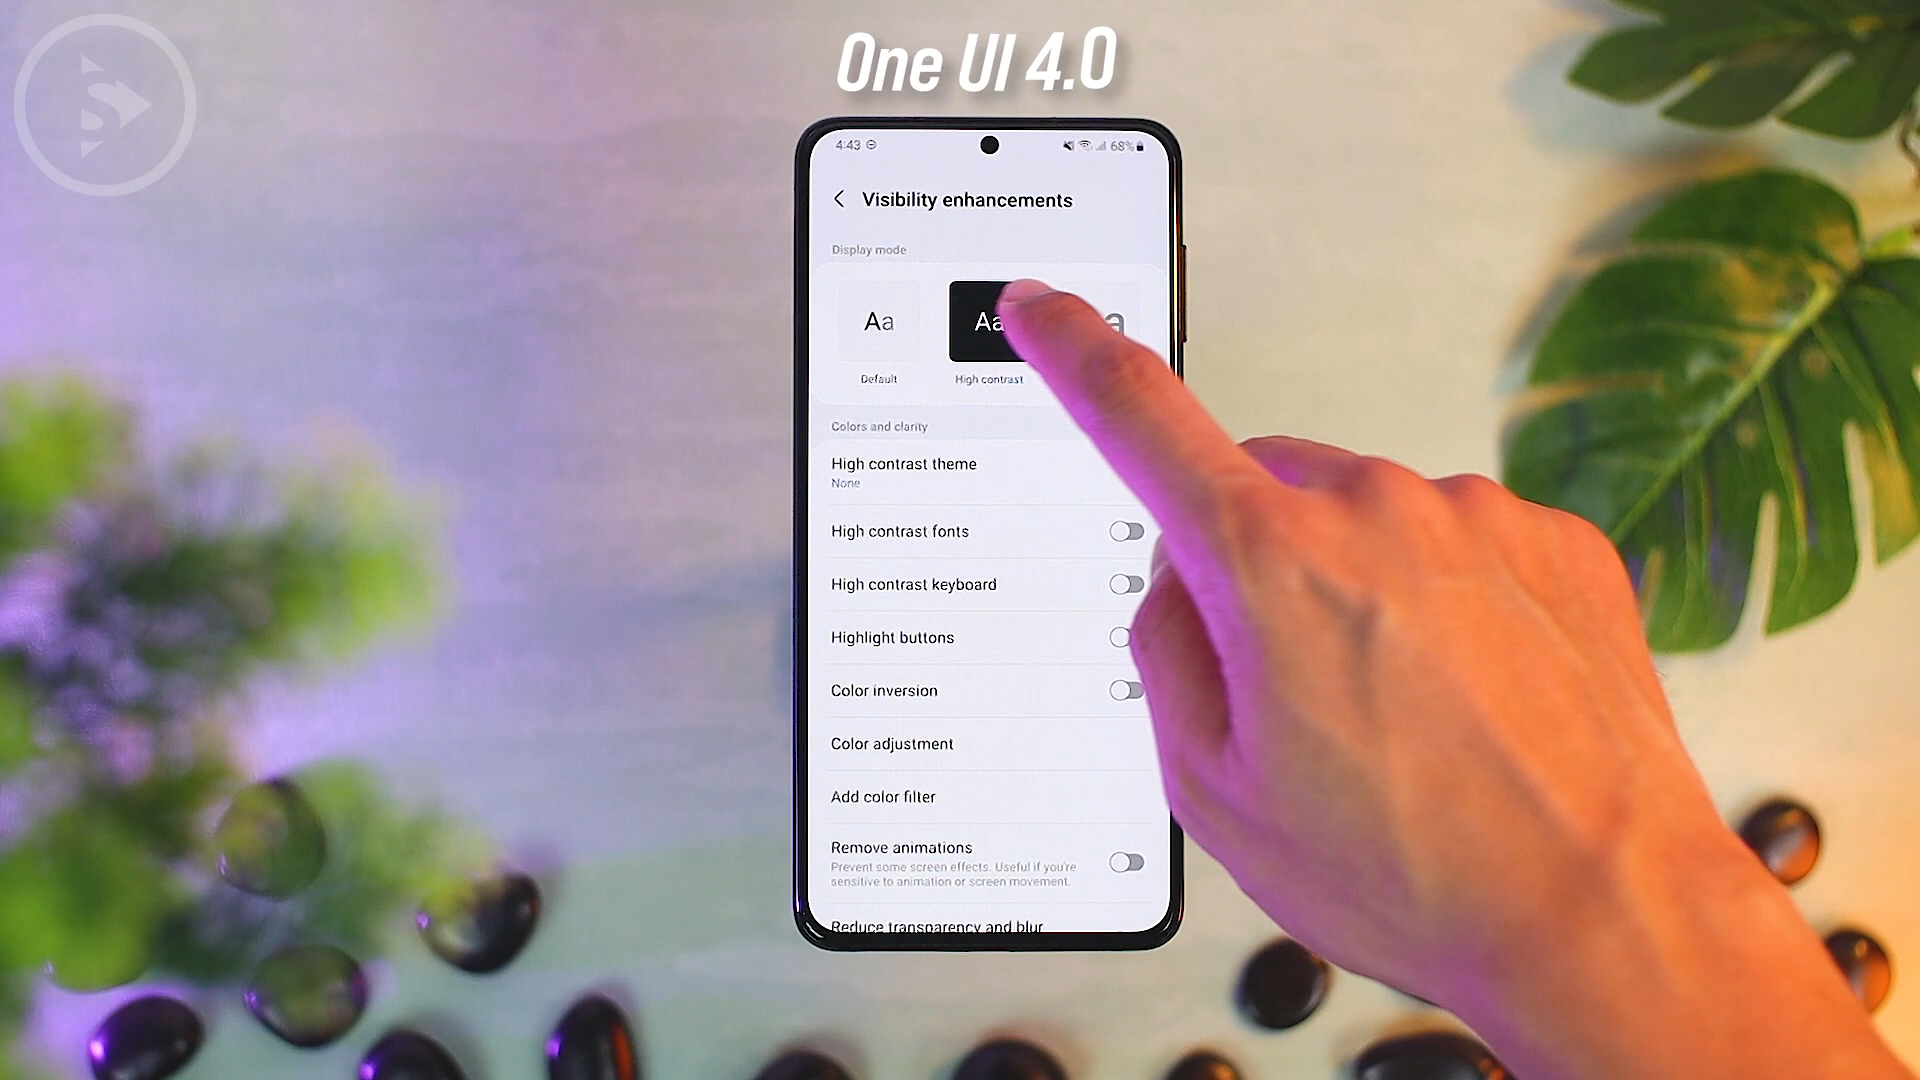 One UI 4.0
S
4:43
68%
Visibility enhancements
Display mode
Aa
Aa
a
Default
High contrast
Colors and clarity
High contrast theme
None
High contrast fonts
High contrast keyboard
Highlight buttons
Color inversion
Color adjustment
Add color filter
Remove animations
Prevent some screen effects. Useful if you're
sensitive to animation or screen movement.
Reduce transparency and blur